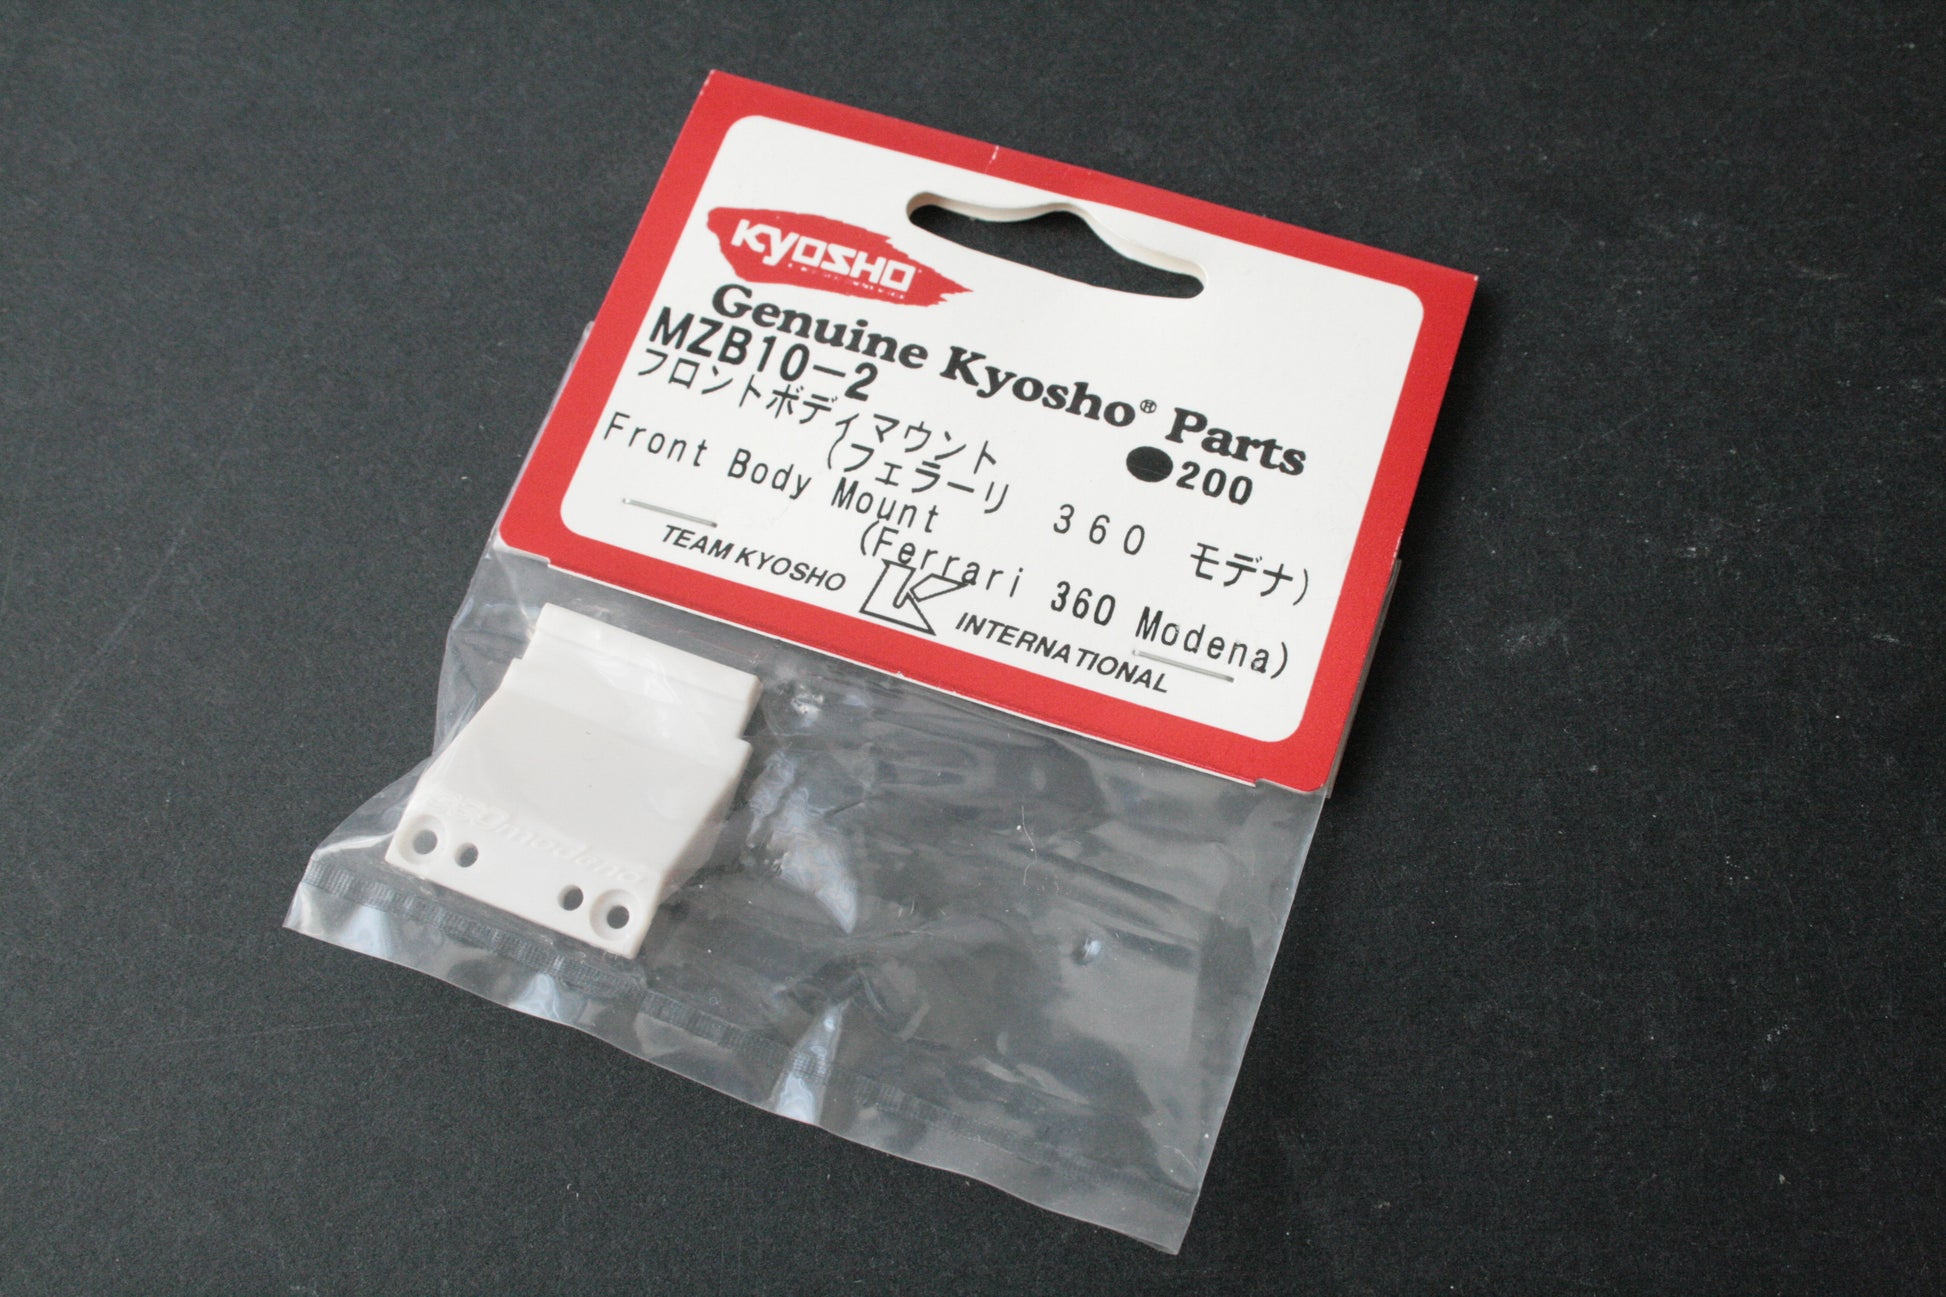 KYOSHO
Genuine Kyosho® Parts
MZB10-2
●200
フロントボディマウント
(フェラーリ 360 モデナ)
Front Body Mount
(Ferrari 360 Modena)
TEAM KYOSHO K INTERNATIONAL
360modena